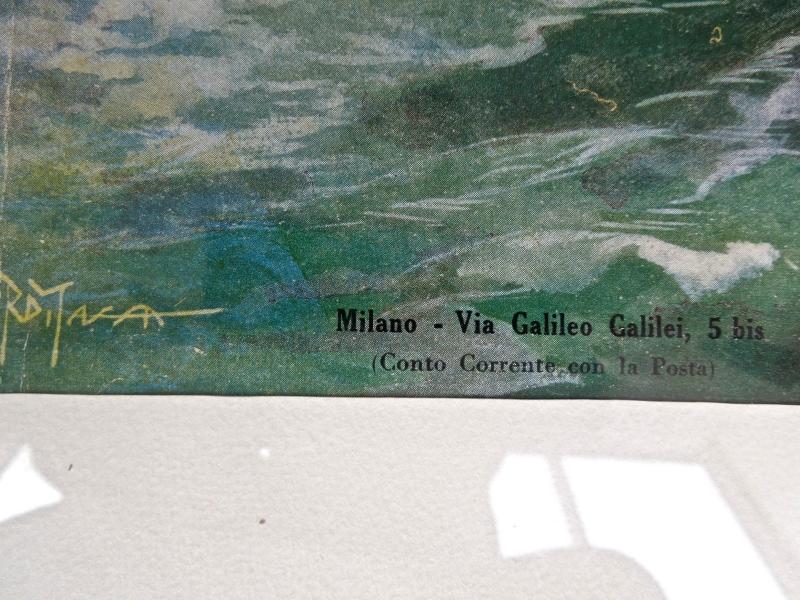 Milano - Via Galileo Galilei, 5 bis
(Conto Corrente con la Posta)